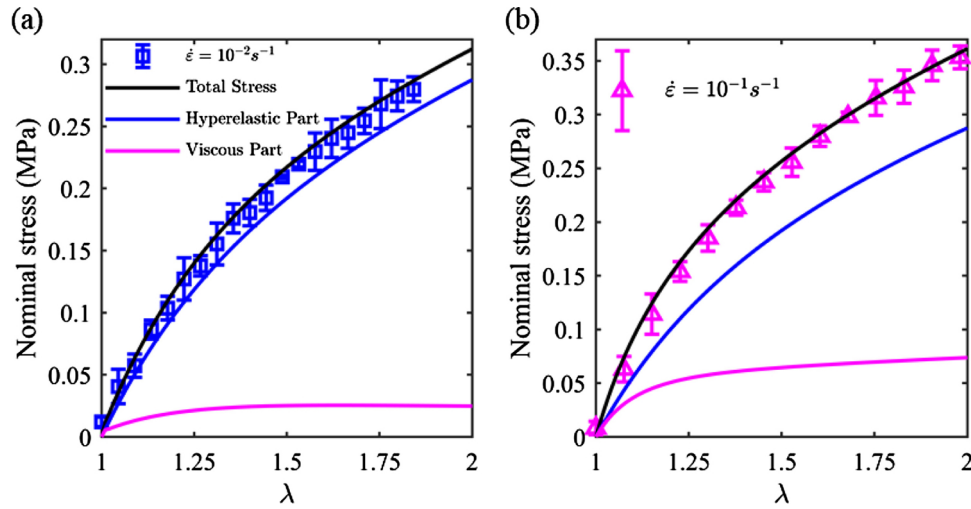 (a)
Nominal stress (MPa)
0.3
0.25
0.2
0.15
0.1
0.05
0
ε̇ = 10⁻²s⁻¹
Total Stress
Hyperelastic Part
Viscous Part
1 1.25 1.5 1.75 2
λ
(b)
Nominal stress (MPa)
0.35
0.3
0.25
0.2
0.15
0.1
0.05
0
ε̇ = 10⁻¹s⁻¹
1 1.25 1.5 1.75 2
λ